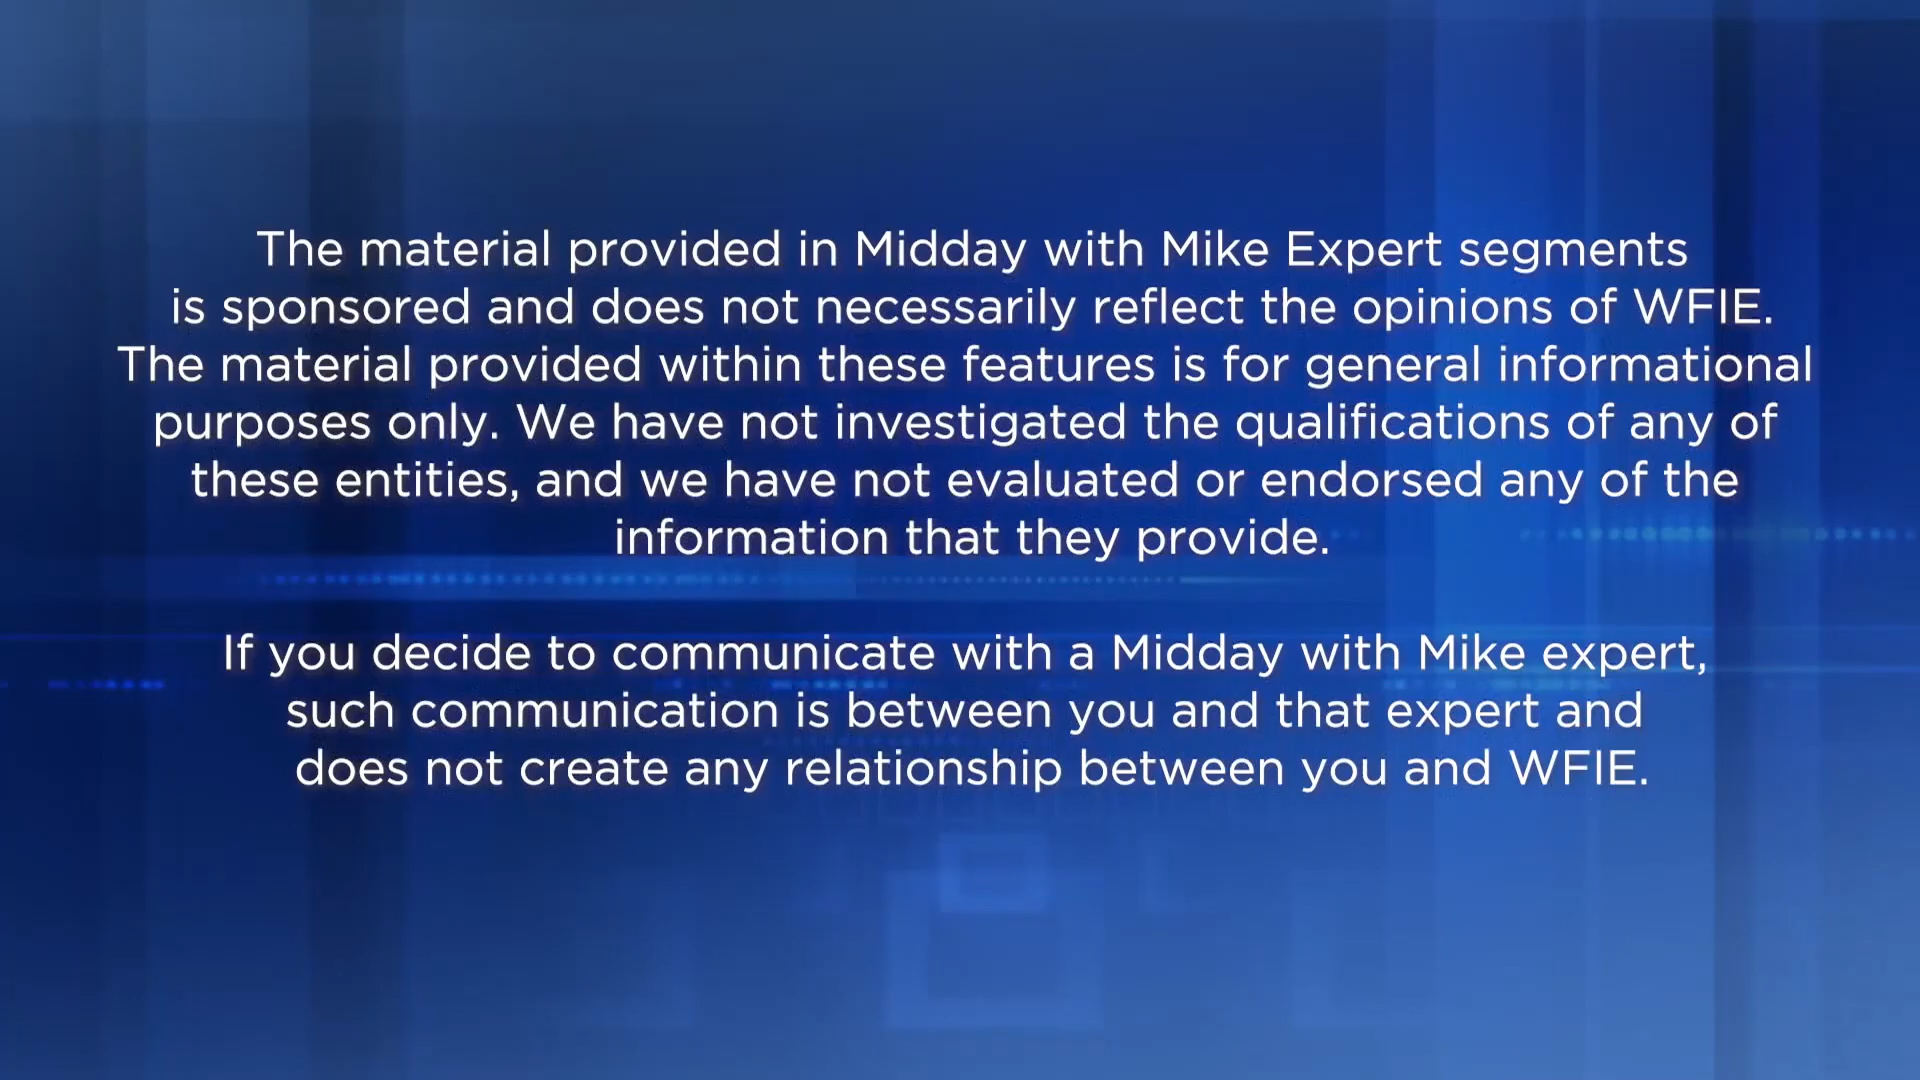 The material provided in Midday with Mike Expert segments
is sponsored and does not necessarily reflect the opinions of WFIE.
The material provided within these features is for general informational
purposes only. We have not investigated the qualifications of any of
these entities, and we have not evaluated or endorsed any of the
information that they provide.
If you decide to communicate with a Midday with Mike expert,
such communication is between you and that expert and
does not create any relationship between you and WFIE.